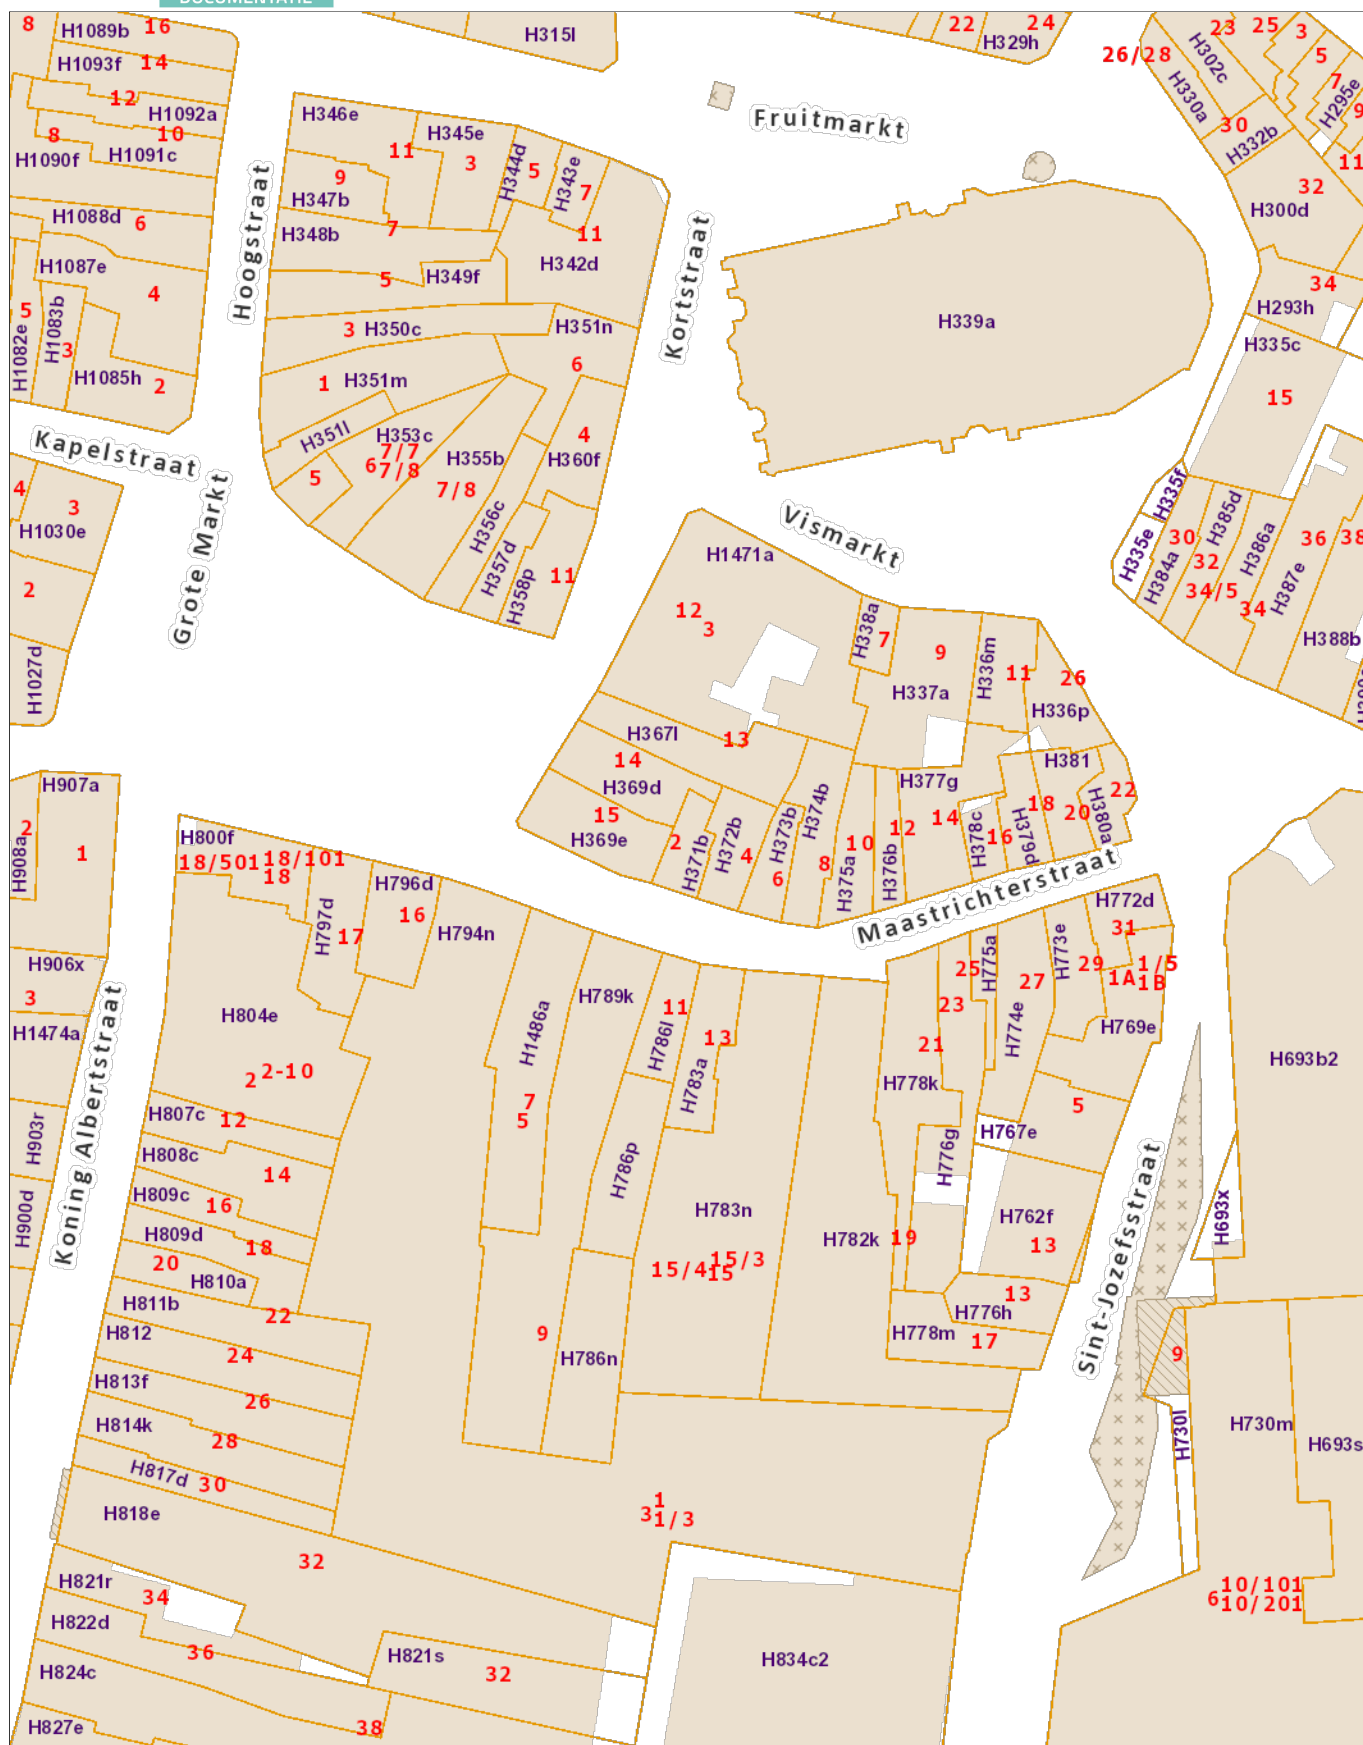 DOCUMENTATIE
8
H1089b
16
H1093f
14
12
H1092a
10
8
H1091c
H1090f
H1088d
6
H1087e
4
5
H1083b
3
H1082e
H1085h
2
H315l
22
24
H329h
26/28
23
25
3
5
7
9
11
H302c
H330a
H295e
30
H332b
32
H300d
34
H293h
H335c
15
Fruitmarkt
Hoogstraat
Kortstraat
H346e
H345e
11
3
H344d
5
H343e
7
9
H347b
7
H348b
11
H342d
5
H349f
3
H350c
H351n
6
1
H351m
H351l
H353c
7/7
6
7/8
5
H355b
7/8
4
H360f
H356c
H357d
H358p
11
H339a
Kapelstraat
Grote Markt
4
3
H1030e
2
H1027d
Vismarkt
H335f
H335e
30
H384a
H385d
32
34/5
H386a
34
36
38
H387e
H388b
H1471a
12
3
H338a
7
9
H337a
H336m
11
26
H336p
H367l
13
14
H369d
15
H369e
2
H371b
H372b
4
H373b
6
H374b
8
10
H375a
12
H376b
H377g
14
H378c
16
H379d
18
H381
20
H380a
22
Maastrichterstraat
H907a
2
1
H908a
H906x
3
H1474a
H903r
H900d
Koning Albertstraat
H800f
18/501
18/101
18
H797d
17
H796d
16
H794n
H804e
2
2-10
H807c
12
H808c
14
H809c
16
H809d
18
20
H810a
H811b
22
H812
24
H813f
26
H814k
28
H817d
30
H818e
32
H821r
34
H822d
36
H824c
38
H827e
H821s
32
H1486a
7
5
H789k
H786l
11
13
H783a
H786p
H783n
15/4
15
15/3
9
H786n
H782k
1
3
1/3
H834c2
H772d
31
H773e
29
1A
1/5
1B
H769e
H775a
25
23
27
H774e
21
H778k
5
H767e
H776g
H762f
13
19
13
H776h
H778m
17
Sint-Jozefsstraat
H693b2
H693x
9
H730l
H730m
H693s
6
10/101
10/201